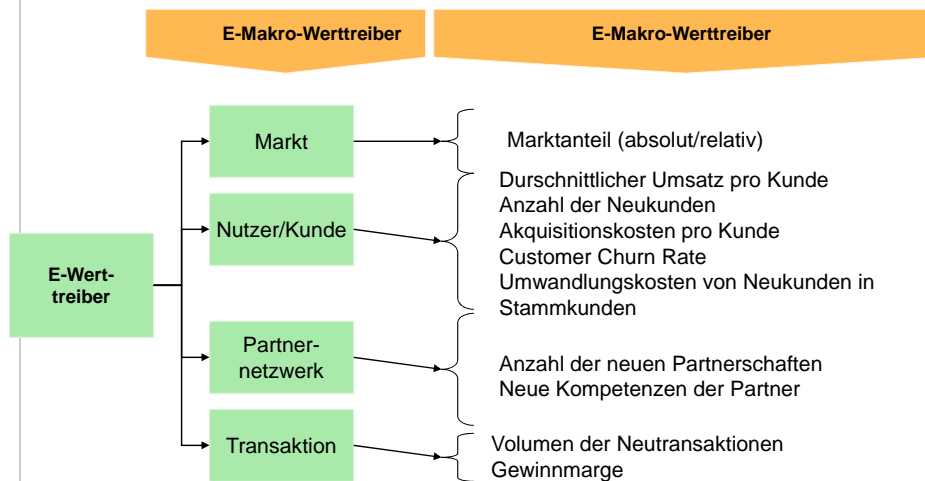 E-Makro-Werttreiber
E-Makro-Werttreiber
E-Wert-
treiber
Markt
Marktanteil (absolut/relativ)
Nutzer/Kunde
Durschnittlicher Umsatz pro Kunde
Anzahl der Neukunden
Akquisitionskosten pro Kunde
Customer Churn Rate
Umwandlungskosten von Neukunden in
Stammkunden
Partner-
netzwerk
Anzahl der neuen Partnerschaften
Neue Kompetenzen der Partner
Transaktion
Volumen der Neutransaktionen
Gewinnmarge